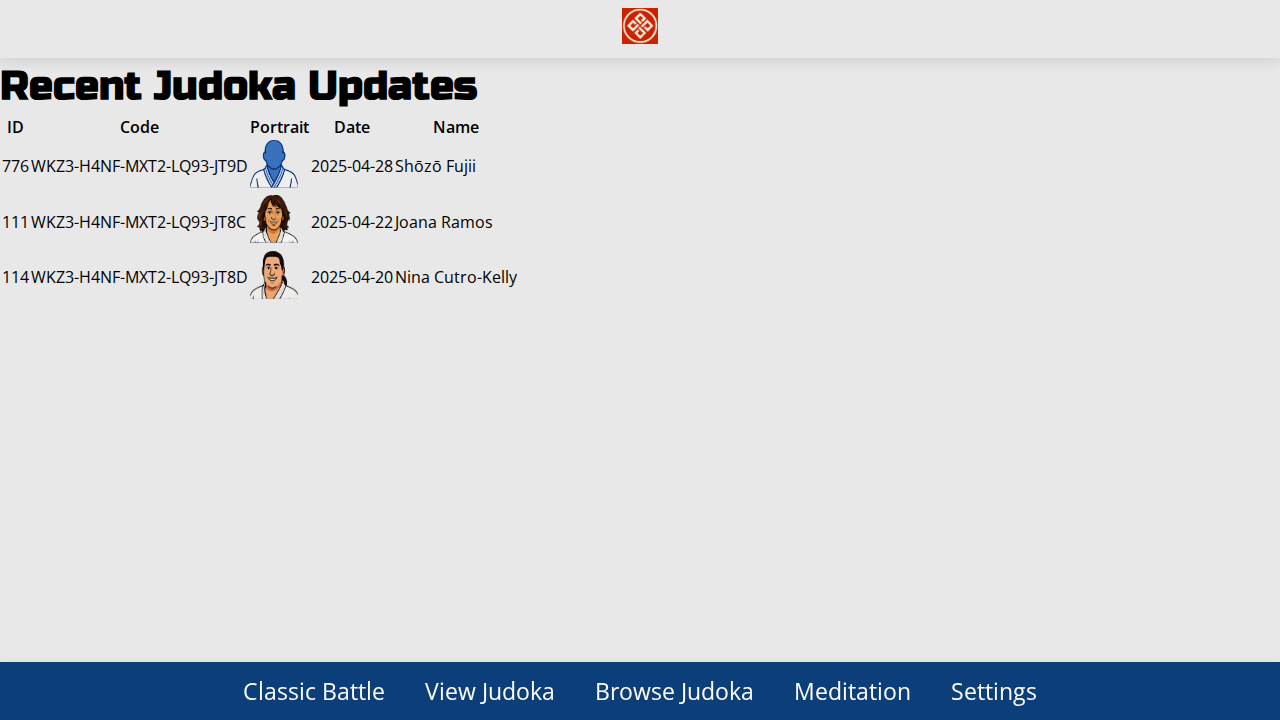 Recent Judoka Updates
ID Code Portrait Date Name
776 WKZ3-H4NF-MXT2-LQ93-JT9D 2025-04-28 Shōzō Fujii
111 WKZ3-H4NF-MXT2-LQ93-JT8C 2025-04-22 Joana Ramos
114 WKZ3-H4NF-MXT2-LQ93-JT8D 2025-04-20 Nina Cutro-Kelly
Classic Battle View Judoka Browse Judoka Meditation Settings